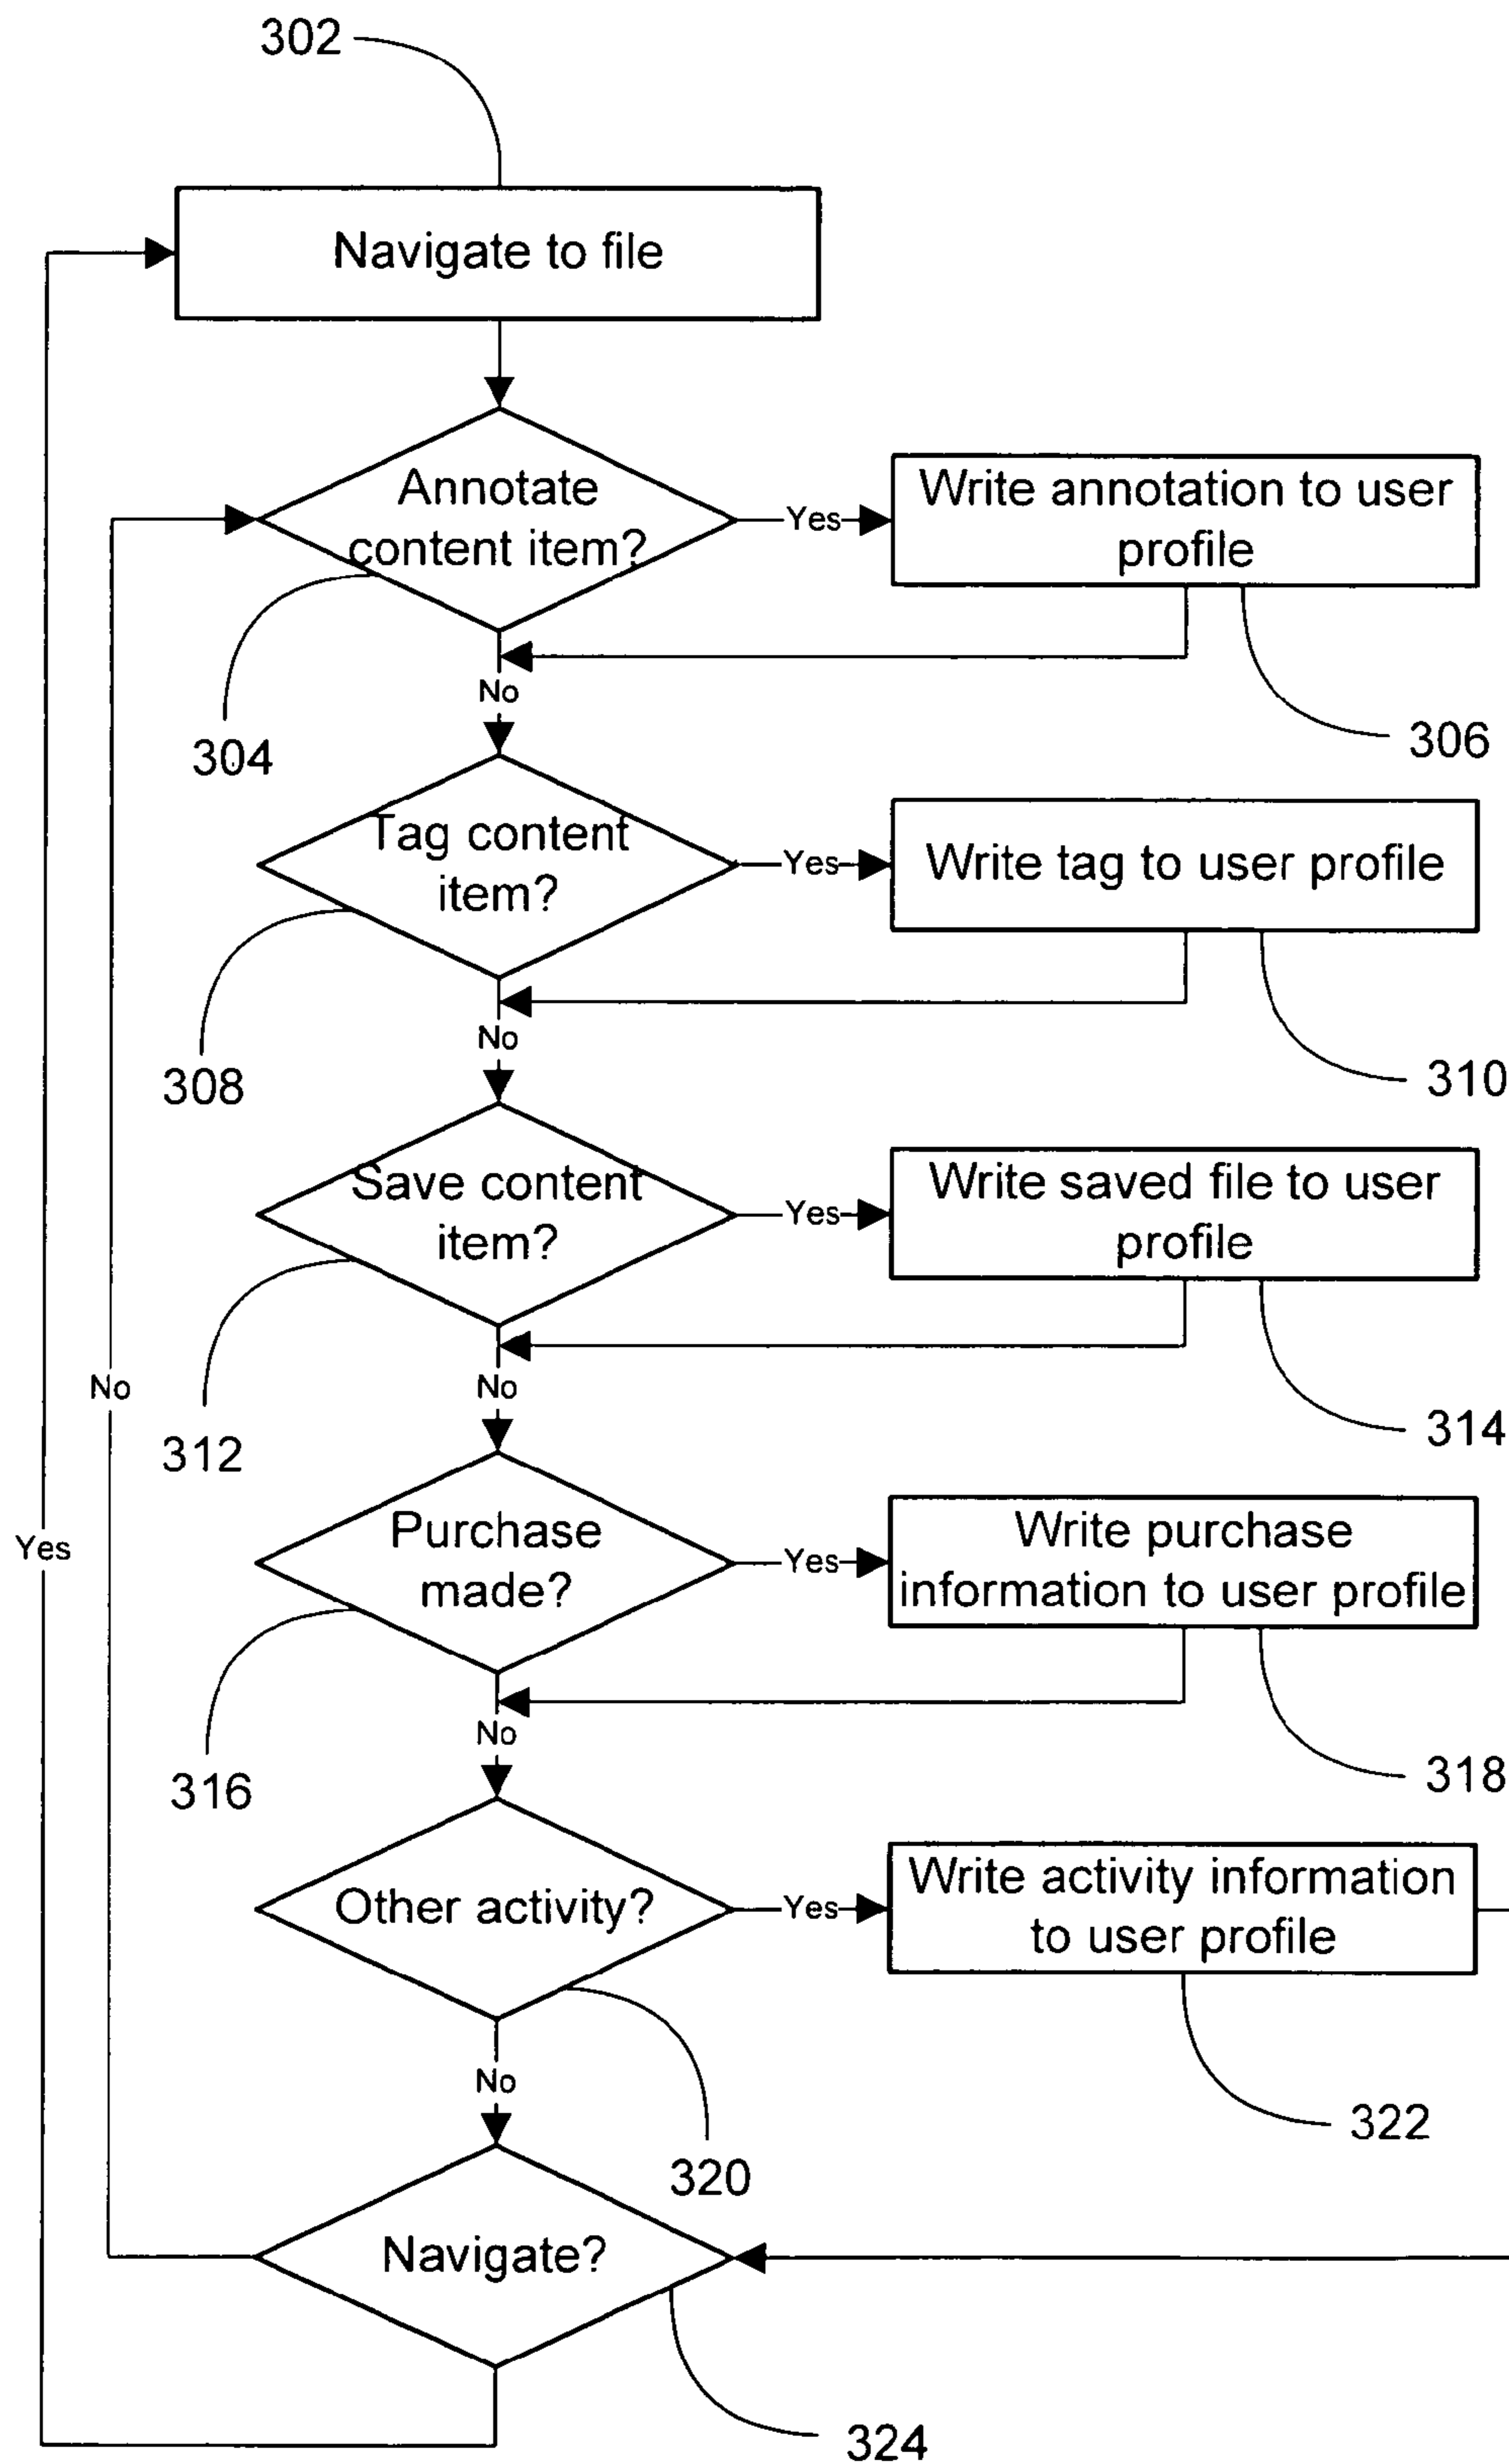 302
Navigate to file
Annotate
content item?
Yes
Write annotation to user
profile
No
304
306
Tag content
item?
Yes
Write tag to user profile
No
308
310
Save content
item?
Yes
Write saved file to user
profile
No
No
312
314
Purchase
made?
Yes
Yes
Write purchase
information to user profile
No
316
318
Other activity?
Yes
Write activity information
to user profile
No
320
322
Navigate?
324